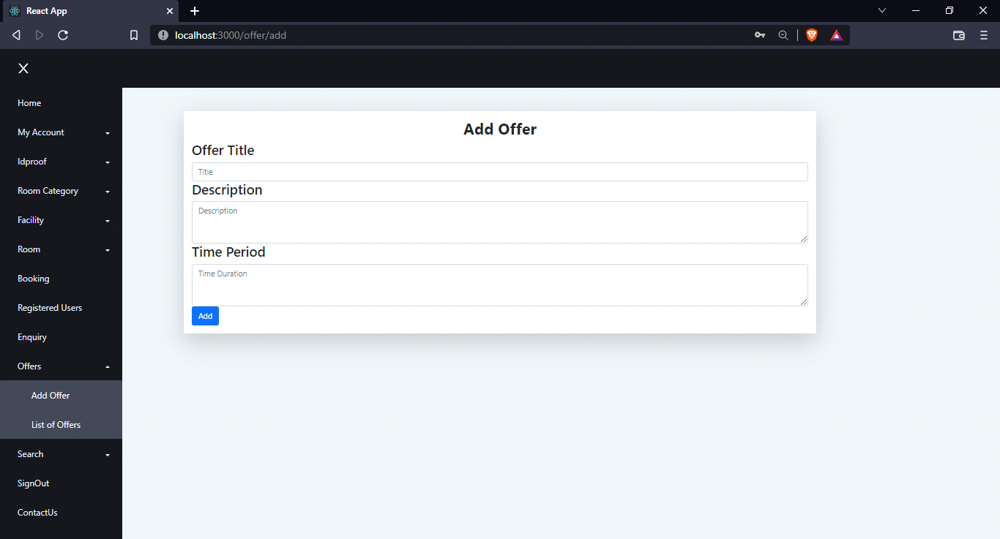 React App
localhost:3000/offer/add
Home
My Account
Idproof
Room Category
Facility
Room
Booking
Registered Users
Enquiry
Offers
Add Offer
List of Offers
Search
SignOut
ContactUs
Add Offer
Offer Title
Title
Description
Description
Time Period
Time Duration
Add